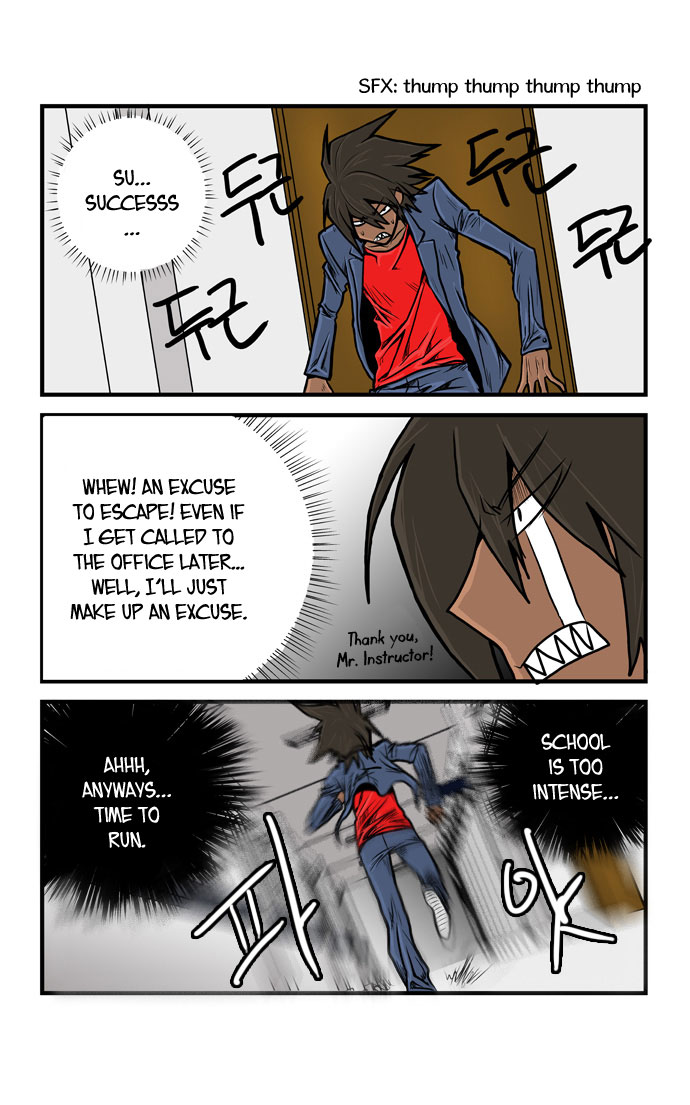 SFX: thump thump thump thump
SU...
SUCCESSS
...
두근
두근
두근
두근
WHEW! AN EXCUSE
TO ESCAPE! EVEN IF
I GET CALLED TO
THE OFFICE LATER...
WELL, I'LL JUST
MAKE UP AN EXCUSE.
Thank you,
Mr. Instructor!
AHHH,
ANYWAYS...
TIME TO
RUN.
SCHOOL
IS TOO
INTENSE...
파앗